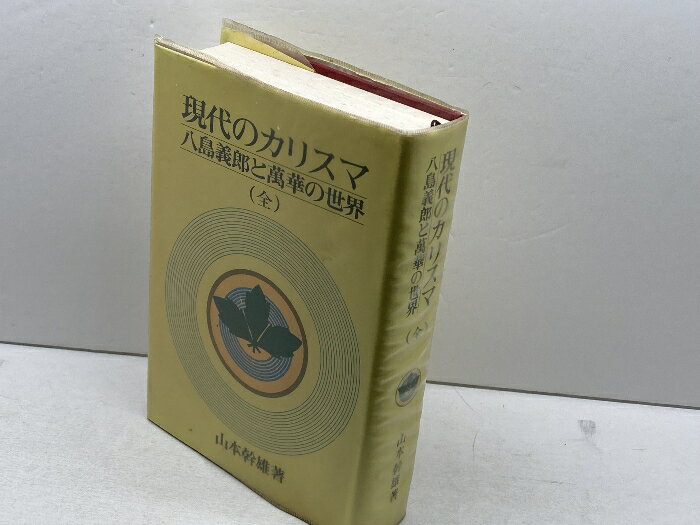 現代のカリスマ
八島義郎と萬華の世界
（全）
山本幹雄著
現代のカリスマ
八島義郎と萬華の世界
（全）
山本幹雄著